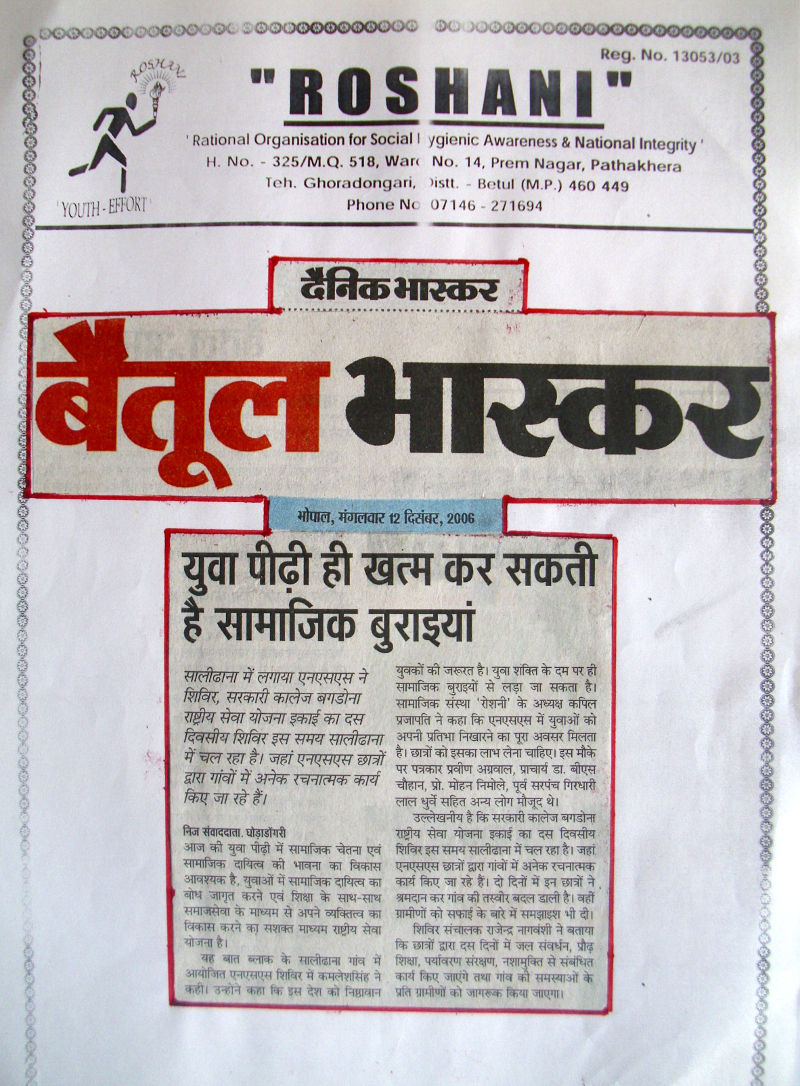 Reg. No. 13053/03
ROSHANI
"ROSHANI"
'Rational Organisation for Social Hygienic Awareness & National Integrity'
H. No. - 325/M.Q. 518, Ward No. 14, Prem Nagar, Pathakhera
Teh. Ghoradongari, Distt. - Betul (M.P.) 460 449
Phone No 07146 - 271694
'YOUTH - EFFORT'
दैनिक भास्कर
बैतूल भास्कर
भोपाल, मंगलवार 12 दिसंबर, 2006
युवा पीढ़ी ही खत्म कर सकती
है सामाजिक बुराइयां
सालीढाना में लगाया एनएसएस ने
शिविर, सरकारी कालेज बगडोना
राष्ट्रीय सेवा योजना इकाई का दस
दिवसीय शिविर इस समय सालीढाना
में चल रहा है। जहां एनएसएस छात्रों
द्वारा गांवों में अनेक रचनात्मक कार्य
किए जा रहे हैं।
निज संवाददाता. घोड़ाडोंगरी
आज की युवा पीढ़ी में सामाजिक चेतना एवं
सामाजिक दायित्व की भावना का विकास
आवश्यक है, युवाओं में सामाजिक दायित्व का
बोध जागृत करने एवं शिक्षा के साथ-साथ
समाजसेवा के माध्यम से अपने व्यक्तित्व का
विकास करने का सशक्त माध्यम राष्ट्रीय सेवा
योजना है।
यह बात ब्लाक के सालीढाना गांव में
आयोजित एनएसएस शिविर में कमलेशसिंह ने
कही। उन्होंने कहा कि इस देश को निष्ठावान
युवकों की जरूरत है। युवा शक्ति के दम पर ही
सामाजिक बुराइयों से लड़ा जा सकता है।
सामाजिक संस्था 'रोशनी' के अध्यक्ष कपिल
प्रजापति ने कहा कि एनएसएस में युवाओं को
अपनी प्रतिभा निखारने का पूरा अवसर मिलता
है। छात्रों को इसका लाभ लेना चाहिए। इस मौके
पर पत्रकार प्रवीण अग्रवाल, प्राचार्य डा. बीएस
चौहान, प्रो. मोहन निमोले, पूर्व सरपंच गिरधारी
लाल धुर्वे सहित अन्य लोग मौजूद थे।
उल्लेखनीय है कि सरकारी कालेज बगडोना
राष्ट्रीय सेवा योजना इकाई का दस दिवसीय
शिविर इस समय सालीढाना में चल रहा है। जहां
एनएसएस छात्रों द्वारा गांवों में अनेक रचनात्मक
कार्य किए जा रहे हैं। दो दिनों में इन छात्रों ने
श्रमदान कर गांव की तस्वीर बदल डाली है। वहीं
ग्रामीणों को सफाई के बारे में समझाइश भी दी।
शिविर संचालक राजेन्द्र नागवंशी ने बताया
कि छात्रों द्वारा दस दिनों में जल संवर्धन, प्रौढ़
शिक्षा, पर्यावरण संरक्षण, नशामुक्ति से संबंधित
कार्य किए जाएंगे तथा गांव को समस्याओं के
प्रति ग्रामीणों को जागरूक किया जाएगा।